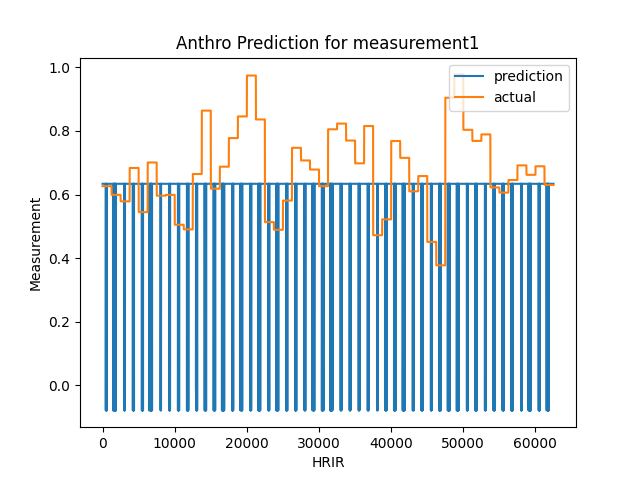 Anthro Prediction for measurement1
1.0
0.8
0.6
0.4
0.2
0.0
Measurement
prediction
actual
0 10000 20000 30000 40000 50000 60000
HRIR